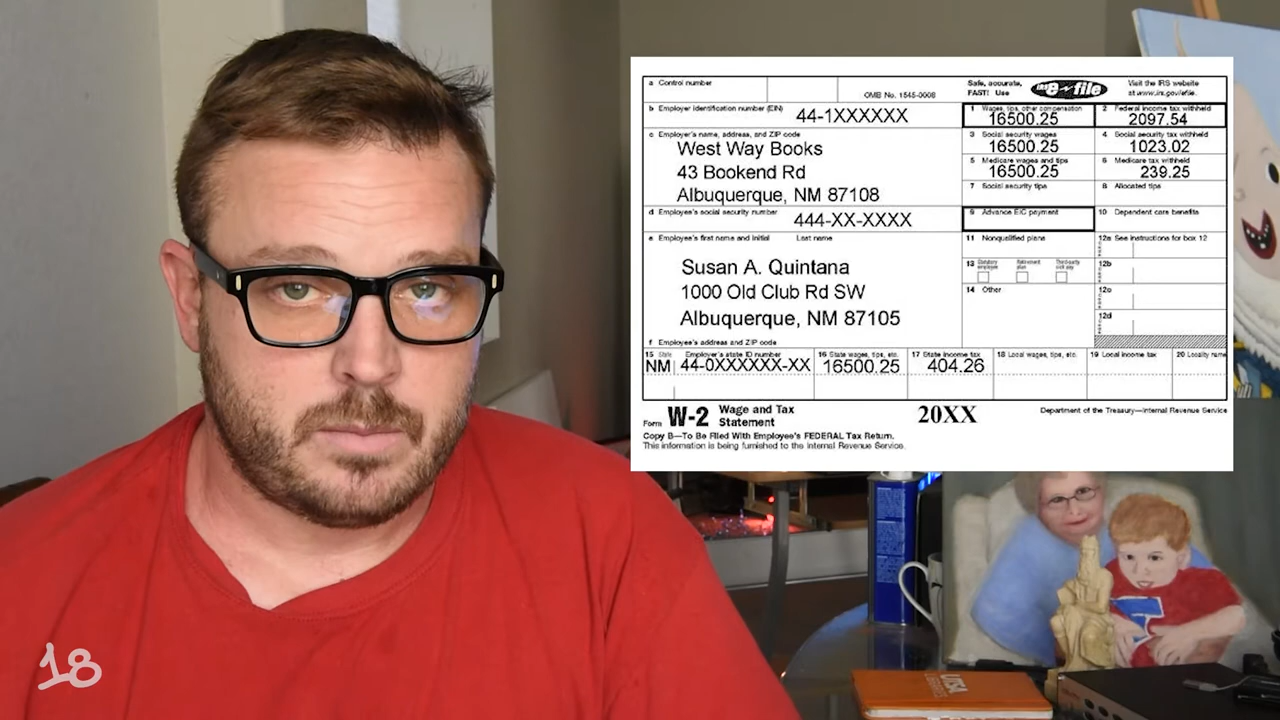 a Control number
OMB No. 1545-0008
Safe, accurate,
FAST! Use
IRS e-file
Visit the IRS website
at www.irs.gov/efile.
b Employer identification number (EIN)
44-1XXXXXX
1 Wages, tips, other compensation
16500.25
2 Federal income tax withheld
2097.54
c Employer's name, address, and ZIP code
West Way Books
43 Bookend Rd
Albuquerque, NM 87108
3 Social security wages
16500.25
4 Social security tax withheld
1023.02
5 Medicare wages and tips
16500.25
6 Medicare tax withheld
239.25
7 Social security tips
8 Allocated tips
d Employee's social security number
444-XX-XXXX
9 Advance EIC payment
10 Dependent care benefits
e Employee's first name and initial
Last name
Susan A. Quintana
1000 Old Club Rd SW
Albuquerque, NM 87105
11 Nonqualified plans
12a See instructions for box 12
13 Statutory employee
Retirement plan
Third-party sick pay
12b
14 Other
12c
12d
f Employee's address and ZIP code
15 State
NM
Employer's state ID number
44-0XXXXXX-XX
16 State wages, tips, etc.
16500.25
17 State income tax
404.26
18 Local wages, tips, etc.
19 Local income tax
20 Locality name
Form W-2 Wage and Tax
Statement
20XX
Department of the Treasury—Internal Revenue Service
Copy B—To Be Filed With Employee's FEDERAL Tax Return.
This information is being furnished to the Internal Revenue Service.
18
UTSA